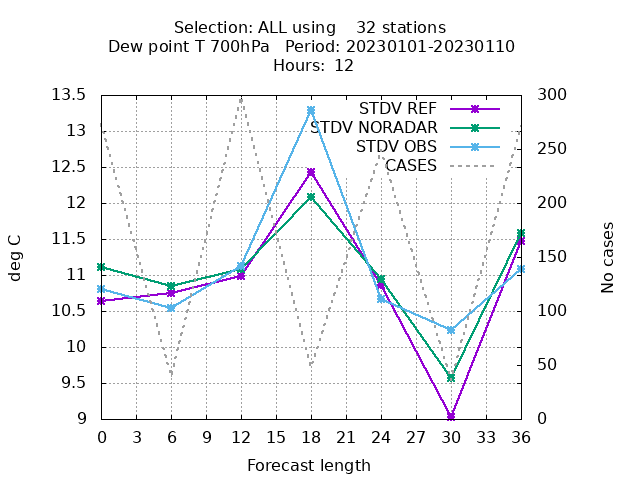 Selection: ALL using    32 stations
Dew point T 700hPa   Period: 20230101-20230110
Hours: 12
STDV REF
STDV NORADAR
STDV OBS
CASES
13.5
13
12.5
12
11.5
11
10.5
10
9.5
9
300
250
200
150
100
50
0
deg C
No cases
0 3 6 9 12 15 18 21 24 27 30 33 36
Forecast length